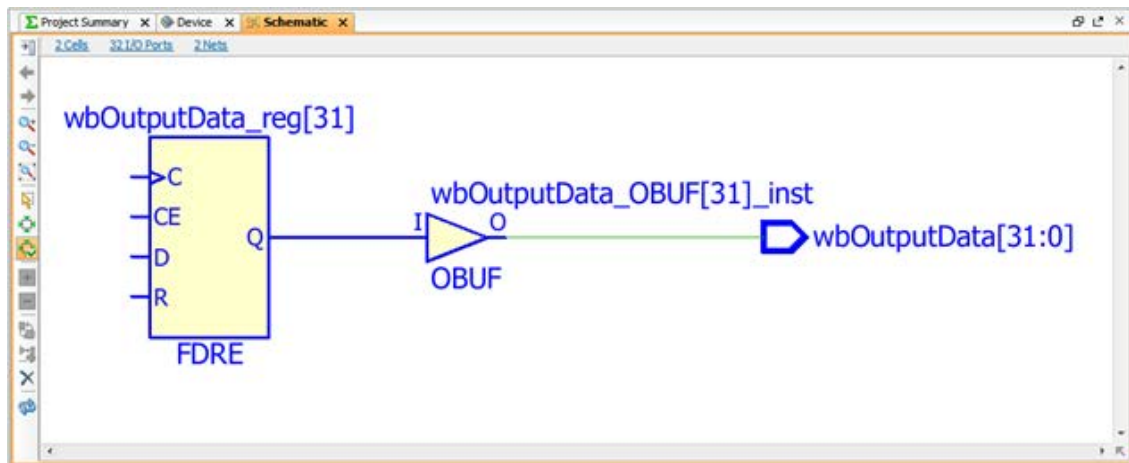 Σ Project Summary × Device × Schematic ×
2 Cells 32 I/O Ports 2 Nets
wbOutputData_reg[31]
C
CE
D
R
Q
FDRE
wbOutputData_OBUF[31]_inst
I
O
OBUF
wbOutputData[31:0]